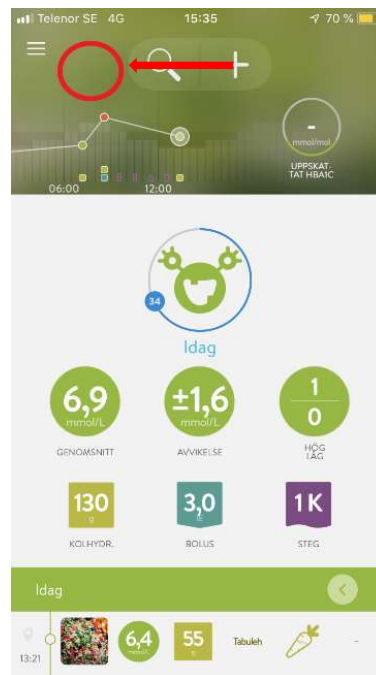 Telenor SE 4G 15:35 70 %
-
mmol/mol
UPPSKAT-
TAT HBA1C
06:00 12:00
34
Idag
6,9 ±1,6 1
mmol/L mmol/L 0
GENOMSNITT AVVIKELSE HÖG
LÅG
130 3,0 1K
g IE
KOLHYDR. BOLUS STEG
Idag
6,4 55 Tabuleh -
mmol/L g
13:21